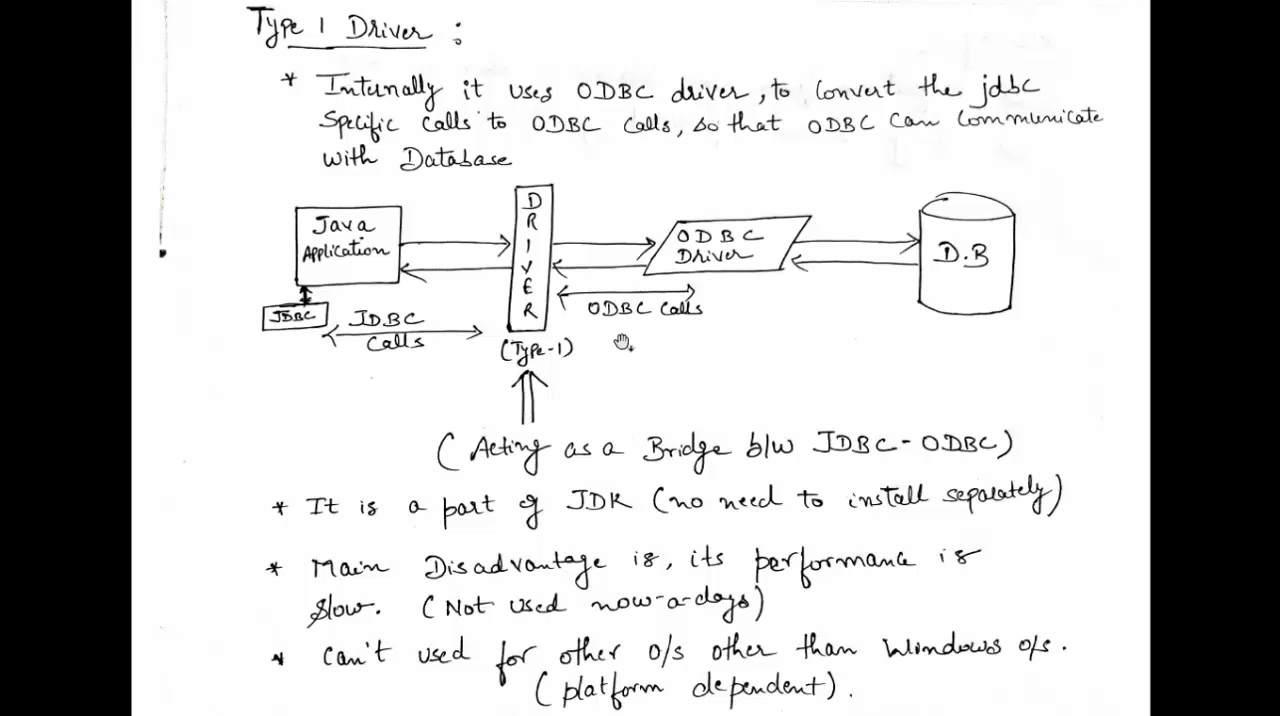 Type 1 Driver :
* Internally it uses ODBC driver, to convert the jdbc
specific calls to ODBC calls, so that ODBC can communicate
with Database
Java
Application
JDBC
JDBC
calls
DRIVER
(Type-1)
ODBC
Driver
ODBC calls
D.B
(Acting as a Bridge b/w JDBC-ODBC)
* It is a part of JDK (no need to install separately)
* Main Disadvantage is, its performance is
slow. (Not used now-a-days)
* can't used for other o/s other than Windows o/s.
(platform dependent).